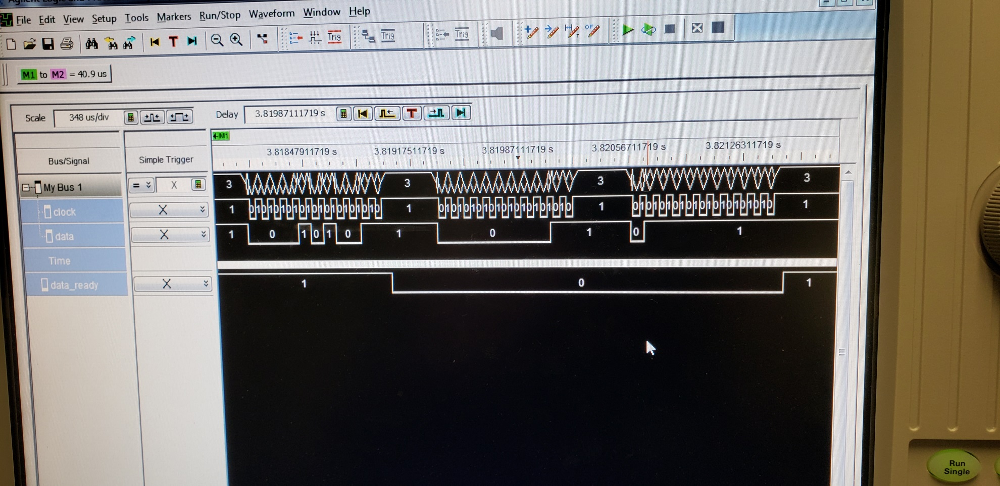 File Edit View Setup Tools Markers Run/Stop Waveform Window Help
T Trig Trig Trig
M1 to M2 = 40.9 us
Scale 348 us/div Delay 3.81987111719 s T
M1
Bus/Signal Simple Trigger 3.81847911719 s 3.81917511719 s 3.81987111719 s 3.82056711719 s 3.82126311719 s
My Bus 1 = X 3 3 3 3
clock X 1 01010101010101010101010 1 01010101010101010101010 1 01010101010101010101010 1
data X 1 0 1 0 1 0 1 0 1 0 1
Time
data_ready X 1 0 1
Run
Single